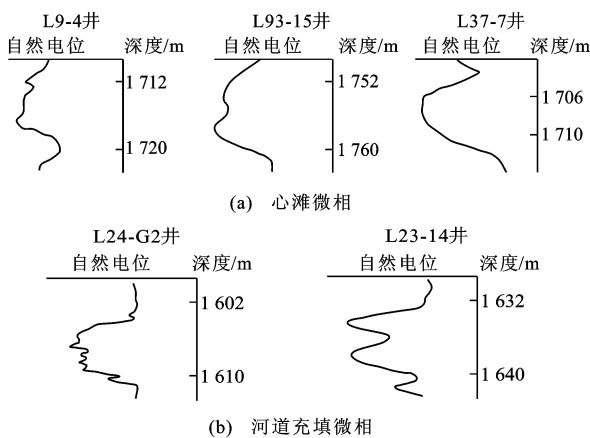 L9-4井 L93-15井 L37-7井
自然电位 深度/m 自然电位 深度/m 自然电位 深度/m
1 712 1 752 1 706
1 720 1 760 1 710
(a) 心滩微相
L24-G2井 L23-14井
自然电位 深度/m 自然电位 深度/m
1 602 1 632
1 610 1 640
(b) 河道充填微相